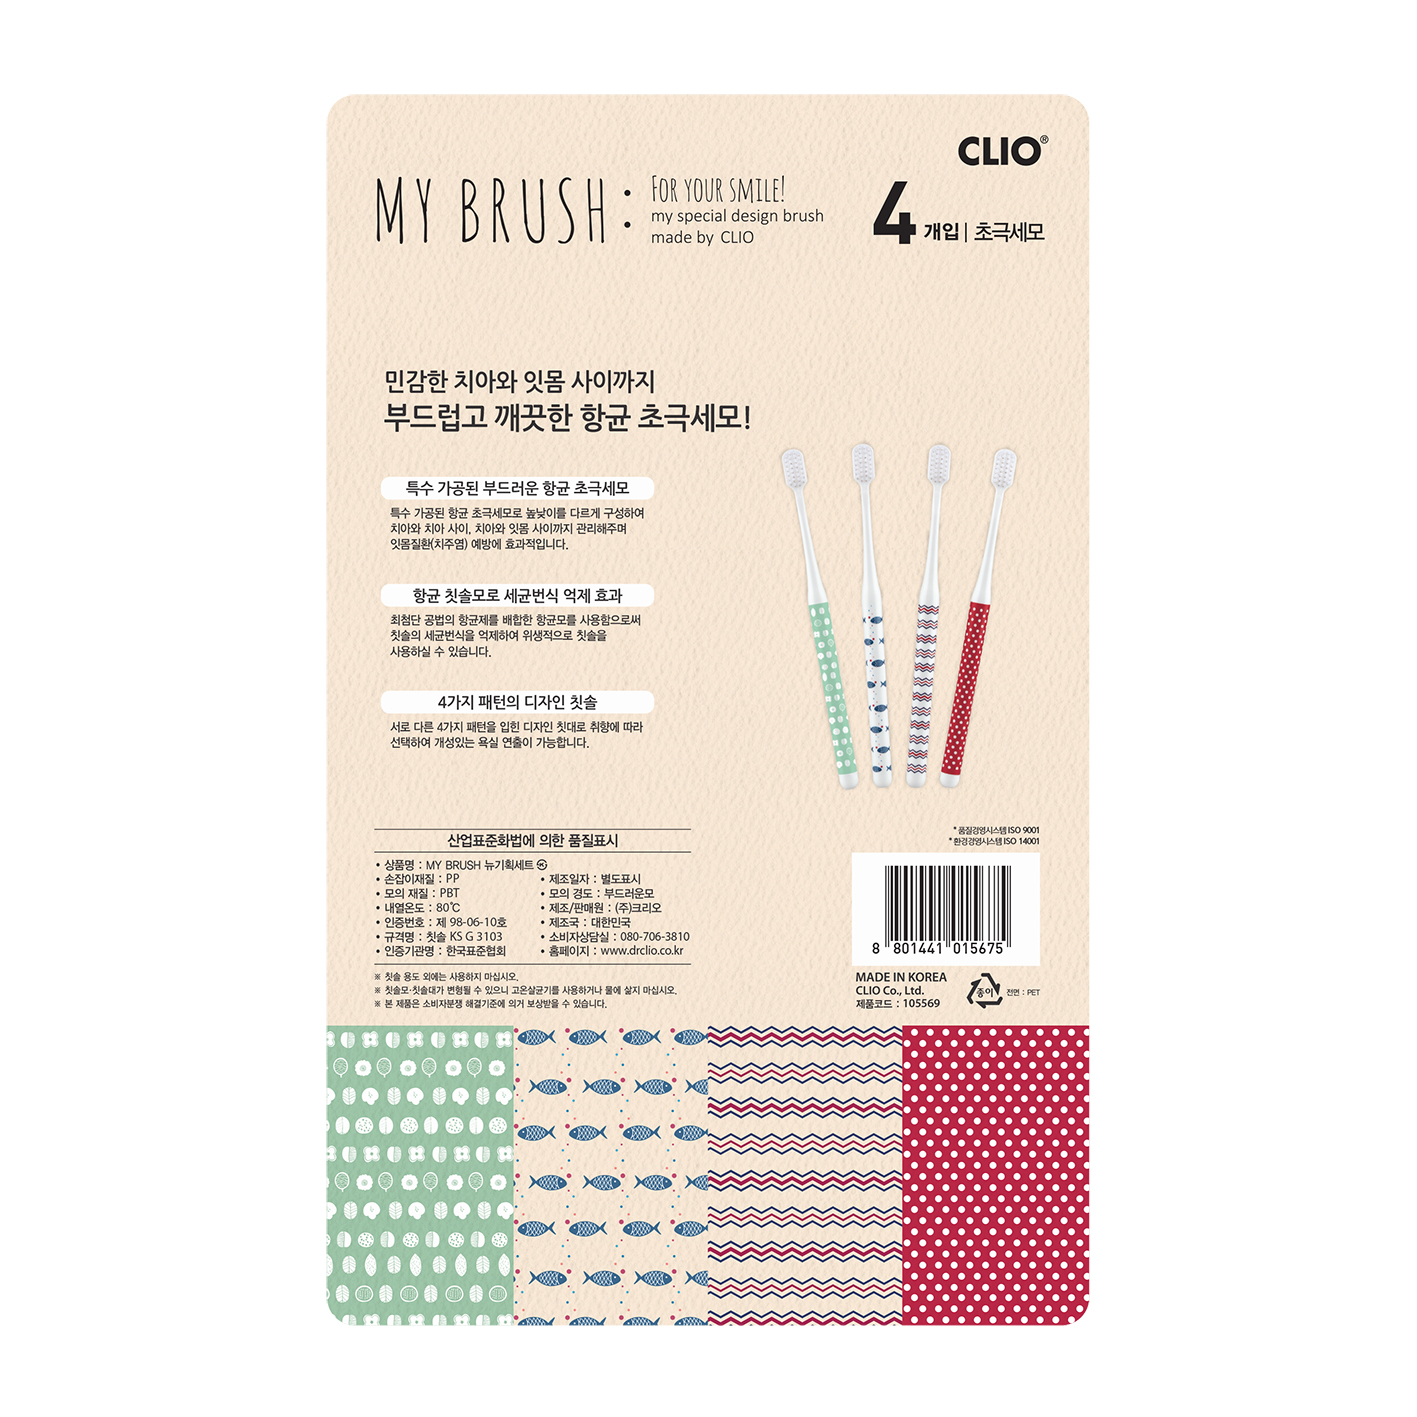 CLIO®
MY BRUSH :
FOR YOUR SMILE!
my special design brush
made by CLIO
4개입 | 초극세모
민감한 치아와 잇몸 사이까지
부드럽고 깨끗한 항균 초극세모!
특수 가공된 부드러운 항균 초극세모
특수 가공된 항균 초극세모로 높낮이를 다르게 구성하여
치아와 치아 사이, 치아와 잇몸 사이까지 관리해주며
잇몸질환(치주염) 예방에 효과적입니다.
항균 칫솔모로 세균번식 억제 효과
최첨단 공법의 항균제를 배합한 항균모를 사용함으로써
칫솔의 세균번식을 억제하여 위생적으로 칫솔을
사용하실 수 있습니다.
4가지 패턴의 디자인 칫솔
서로 다른 4가지 패턴을 입힌 디자인 칫대로 취향에 따라
선택하여 개성있는 욕실 연출이 가능합니다.
산업표준화법에 의한 품질표시
• 상품명 : MY BRUSH 뉴기획세트
• 손잡이재질 : PP
• 모의 재질 : PBT
• 내열온도 : 80℃
• 인증번호 : 제 98-06-10호
• 규격명 : 칫솔 KS G 3103
• 인증기관명 : 한국표준협회
• 제조일자 : 별도표시
• 모의 경도 : 부드러운모
• 제조/판매원 : (주)크리오
• 제조국 : 대한민국
• 소비자상담실 : 080-706-3810
• 홈페이지 : www.drclio.co.kr
※ 칫솔 용도 외에는 사용하지 마십시오.
※ 칫솔모·칫솔대가 변형될 수 있으니 고온살균기를 사용하거나 물에 삶지 마십시오.
※ 본 제품은 소비자분쟁 해결기준에 의거 보상받을 수 있습니다.
* 품질경영시스템 ISO 9001
* 환경경영시스템 ISO 14001
8 801441 015675
MADE IN KOREA
CLIO Co., Ltd.
제품코드 : 105569
종이
전면 : PET